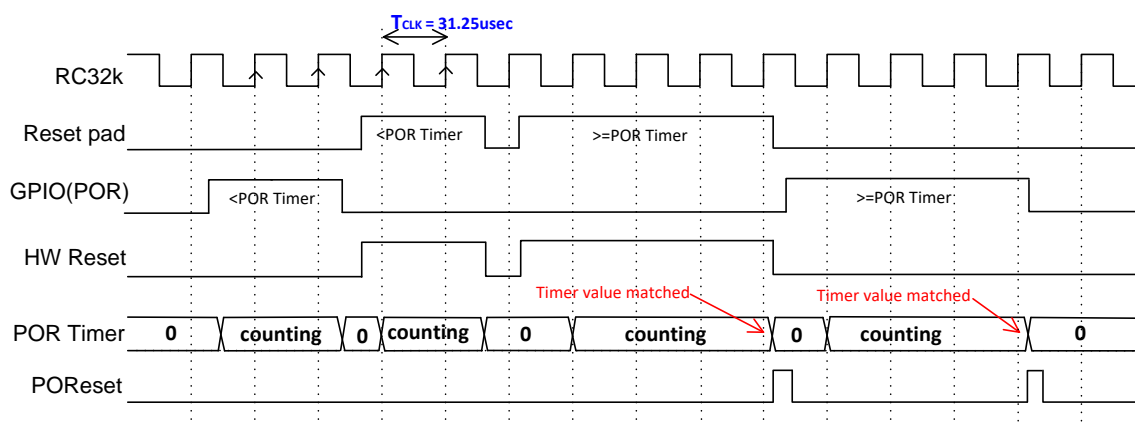 TCLK = 31.25usec
RC32k
Reset pad
<POR Timer
>=POR Timer
GPIO(POR)
<POR Timer
>=POR Timer
HW Reset
Timer value matched
Timer value matched
POR Timer
0
counting
0
counting
0
counting
0
counting
0
POReset